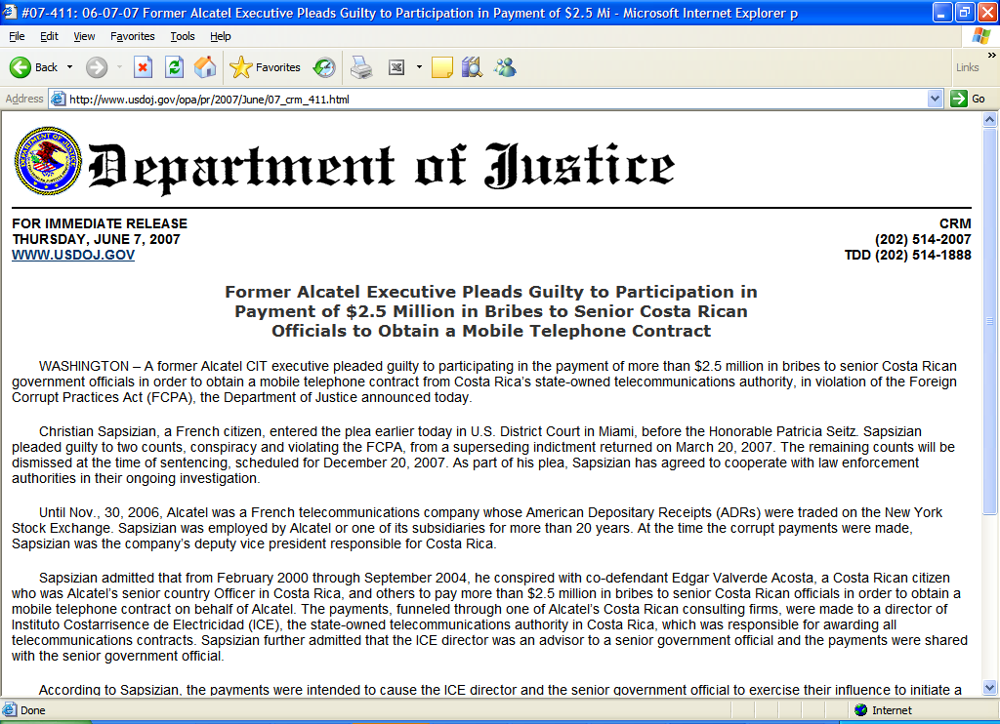 #07-411: 06-07-07 Former Alcatel Executive Pleads Guilty to Participation in Payment of $2.5 Mi - Microsoft Internet Explorer p
File Edit View Favorites Tools Help
Back Favorites Links
Address http://www.usdoj.gov/opa/pr/2007/June/07_crm_411.html Go
Department of Justice
FOR IMMEDIATE RELEASE CRM
THURSDAY, JUNE 7, 2007 (202) 514-2007
WWW.USDOJ.GOV TDD (202) 514-1888
Former Alcatel Executive Pleads Guilty to Participation in
Payment of $2.5 Million in Bribes to Senior Costa Rican
Officials to Obtain a Mobile Telephone Contract
WASHINGTON – A former Alcatel CIT executive pleaded guilty to participating in the payment of more than $2.5 million in bribes to senior Costa Rican
government officials in order to obtain a mobile telephone contract from Costa Rica's state-owned telecommunications authority, in violation of the Foreign
Corrupt Practices Act (FCPA), the Department of Justice announced today.
Christian Sapsizian, a French citizen, entered the plea earlier today in U.S. District Court in Miami, before the Honorable Patricia Seitz. Sapsizian
pleaded guilty to two counts, conspiracy and violating the FCPA, from a superseding indictment returned on March 20, 2007. The remaining counts will be
dismissed at the time of sentencing, scheduled for December 20, 2007. As part of his plea, Sapsizian has agreed to cooperate with law enforcement
authorities in their ongoing investigation.
Until Nov., 30, 2006, Alcatel was a French telecommunications company whose American Depositary Receipts (ADRs) were traded on the New York
Stock Exchange. Sapsizian was employed by Alcatel or one of its subsidiaries for more than 20 years. At the time the corrupt payments were made,
Sapsizian was the company's deputy vice president responsible for Costa Rica.
Sapsizian admitted that from February 2000 through September 2004, he conspired with co-defendant Edgar Valverde Acosta, a Costa Rican citizen
who was Alcatel's senior country Officer in Costa Rica, and others to pay more than $2.5 million in bribes to senior Costa Rican officials in order to obtain a
mobile telephone contract on behalf of Alcatel. The payments, funneled through one of Alcatel's Costa Rican consulting firms, were made to a director of
Instituto Costarrisence de Electricidad (ICE), the state-owned telecommunications authority in Costa Rica, which was responsible for awarding all
telecommunications contracts. Sapsizian further admitted that the ICE director was an advisor to a senior government official and the payments were shared
with the senior government official.
According to Sapsizian, the payments were intended to cause the ICE director and the senior government official to exercise their influence to initiate a
Done Internet